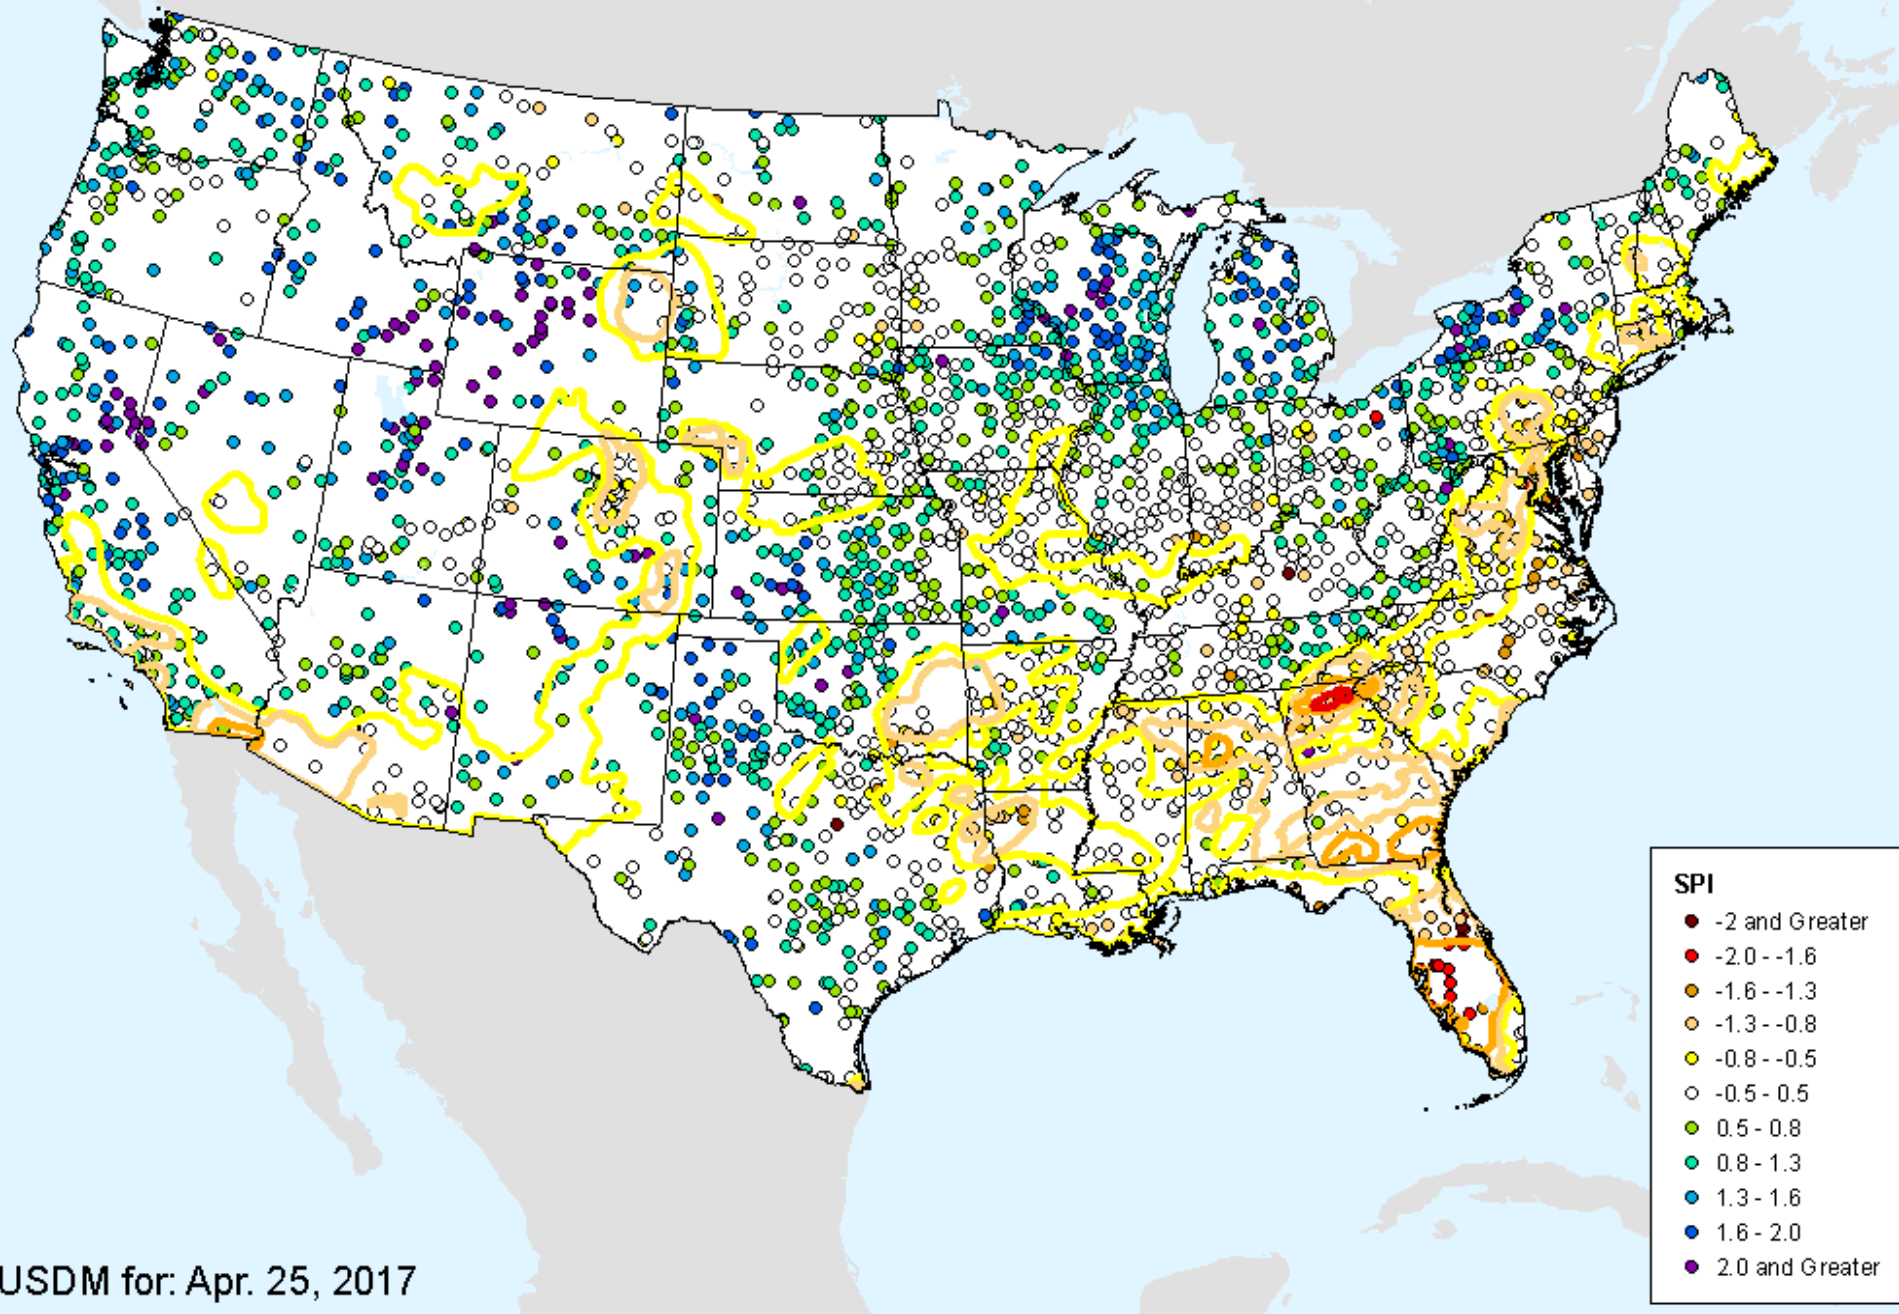 SPI
-2 and Greater
-2.0 - -1.6
-1.6 - -1.3
-1.3 - -0.8
-0.8 - -0.5
-0.5 - 0.5
0.5 - 0.8
0.8 - 1.3
1.3 - 1.6
1.6 - 2.0
2.0 and Greater
USDM for: Apr. 25, 2017